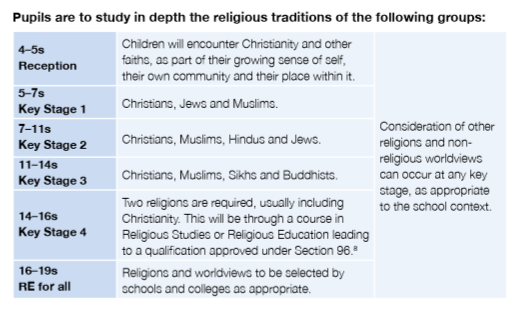 Pupils are to study in depth the religious traditions of the following groups:
4–5s
Reception
Children will encounter Christianity and other
faiths, as part of their growing sense of self,
their own community and their place within it.
5–7s
Key Stage 1
Christians, Jews and Muslims.
7–11s
Key Stage 2
Christians, Muslims, Hindus and Jews.
11–14s
Key Stage 3
Christians, Muslims, Sikhs and Buddhists.
14–16s
Key Stage 4
Two religions are required, usually including
Christianity. This will be through a course in
Religious Studies or Religious Education leading
to a qualification approved under Section 96.⁸
16–19s
RE for all
Religions and worldviews to be selected by
schools and colleges as appropriate.
Consideration of other
religions and non-
religious worldviews
can occur at any key
stage, as appropriate
to the school context.